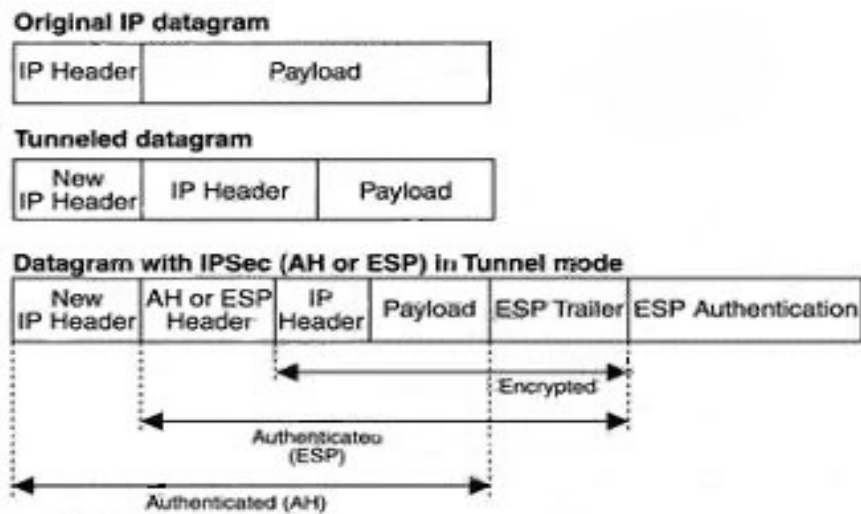 Original IP datagram
IP Header
Payload
Tunneled datagram
New
IP Header
IP Header
Payload
Datagram with IPSec (AH or ESP) in Tunnel mode
New
IP Header
AH or ESP
Header
IP
Header
Payload
ESP Trailer
ESP Authentication
Encrypted
Authenticated
(ESP)
Authenticated (AH)